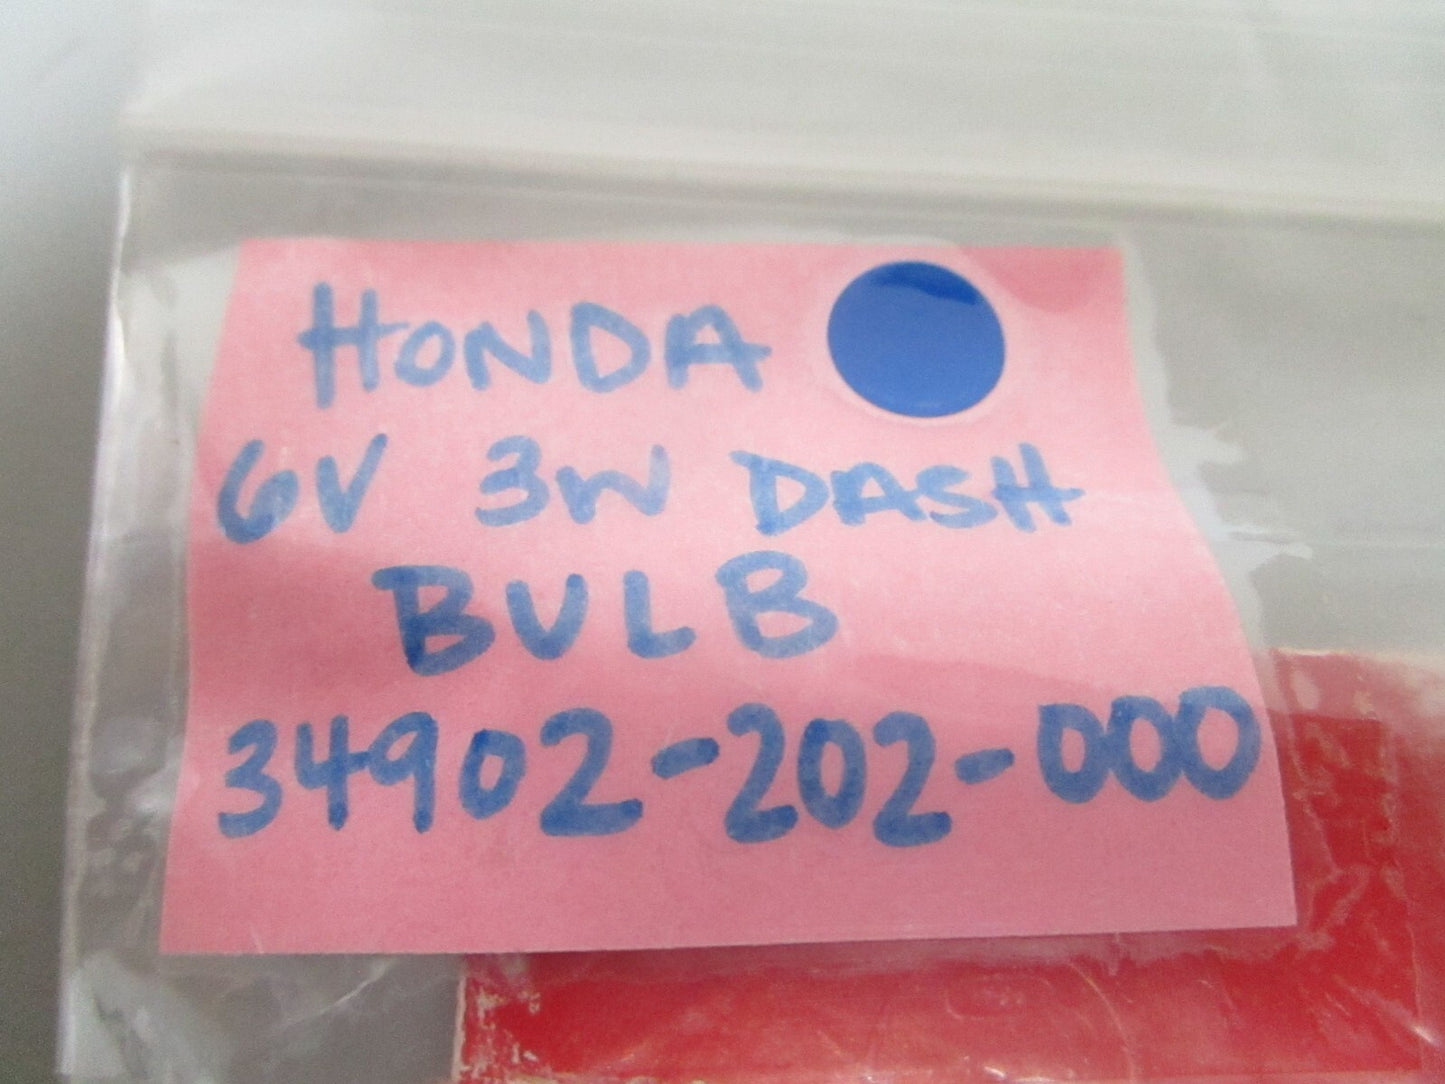 HONDA
6V 3W DASH
BULB
34902-202-000